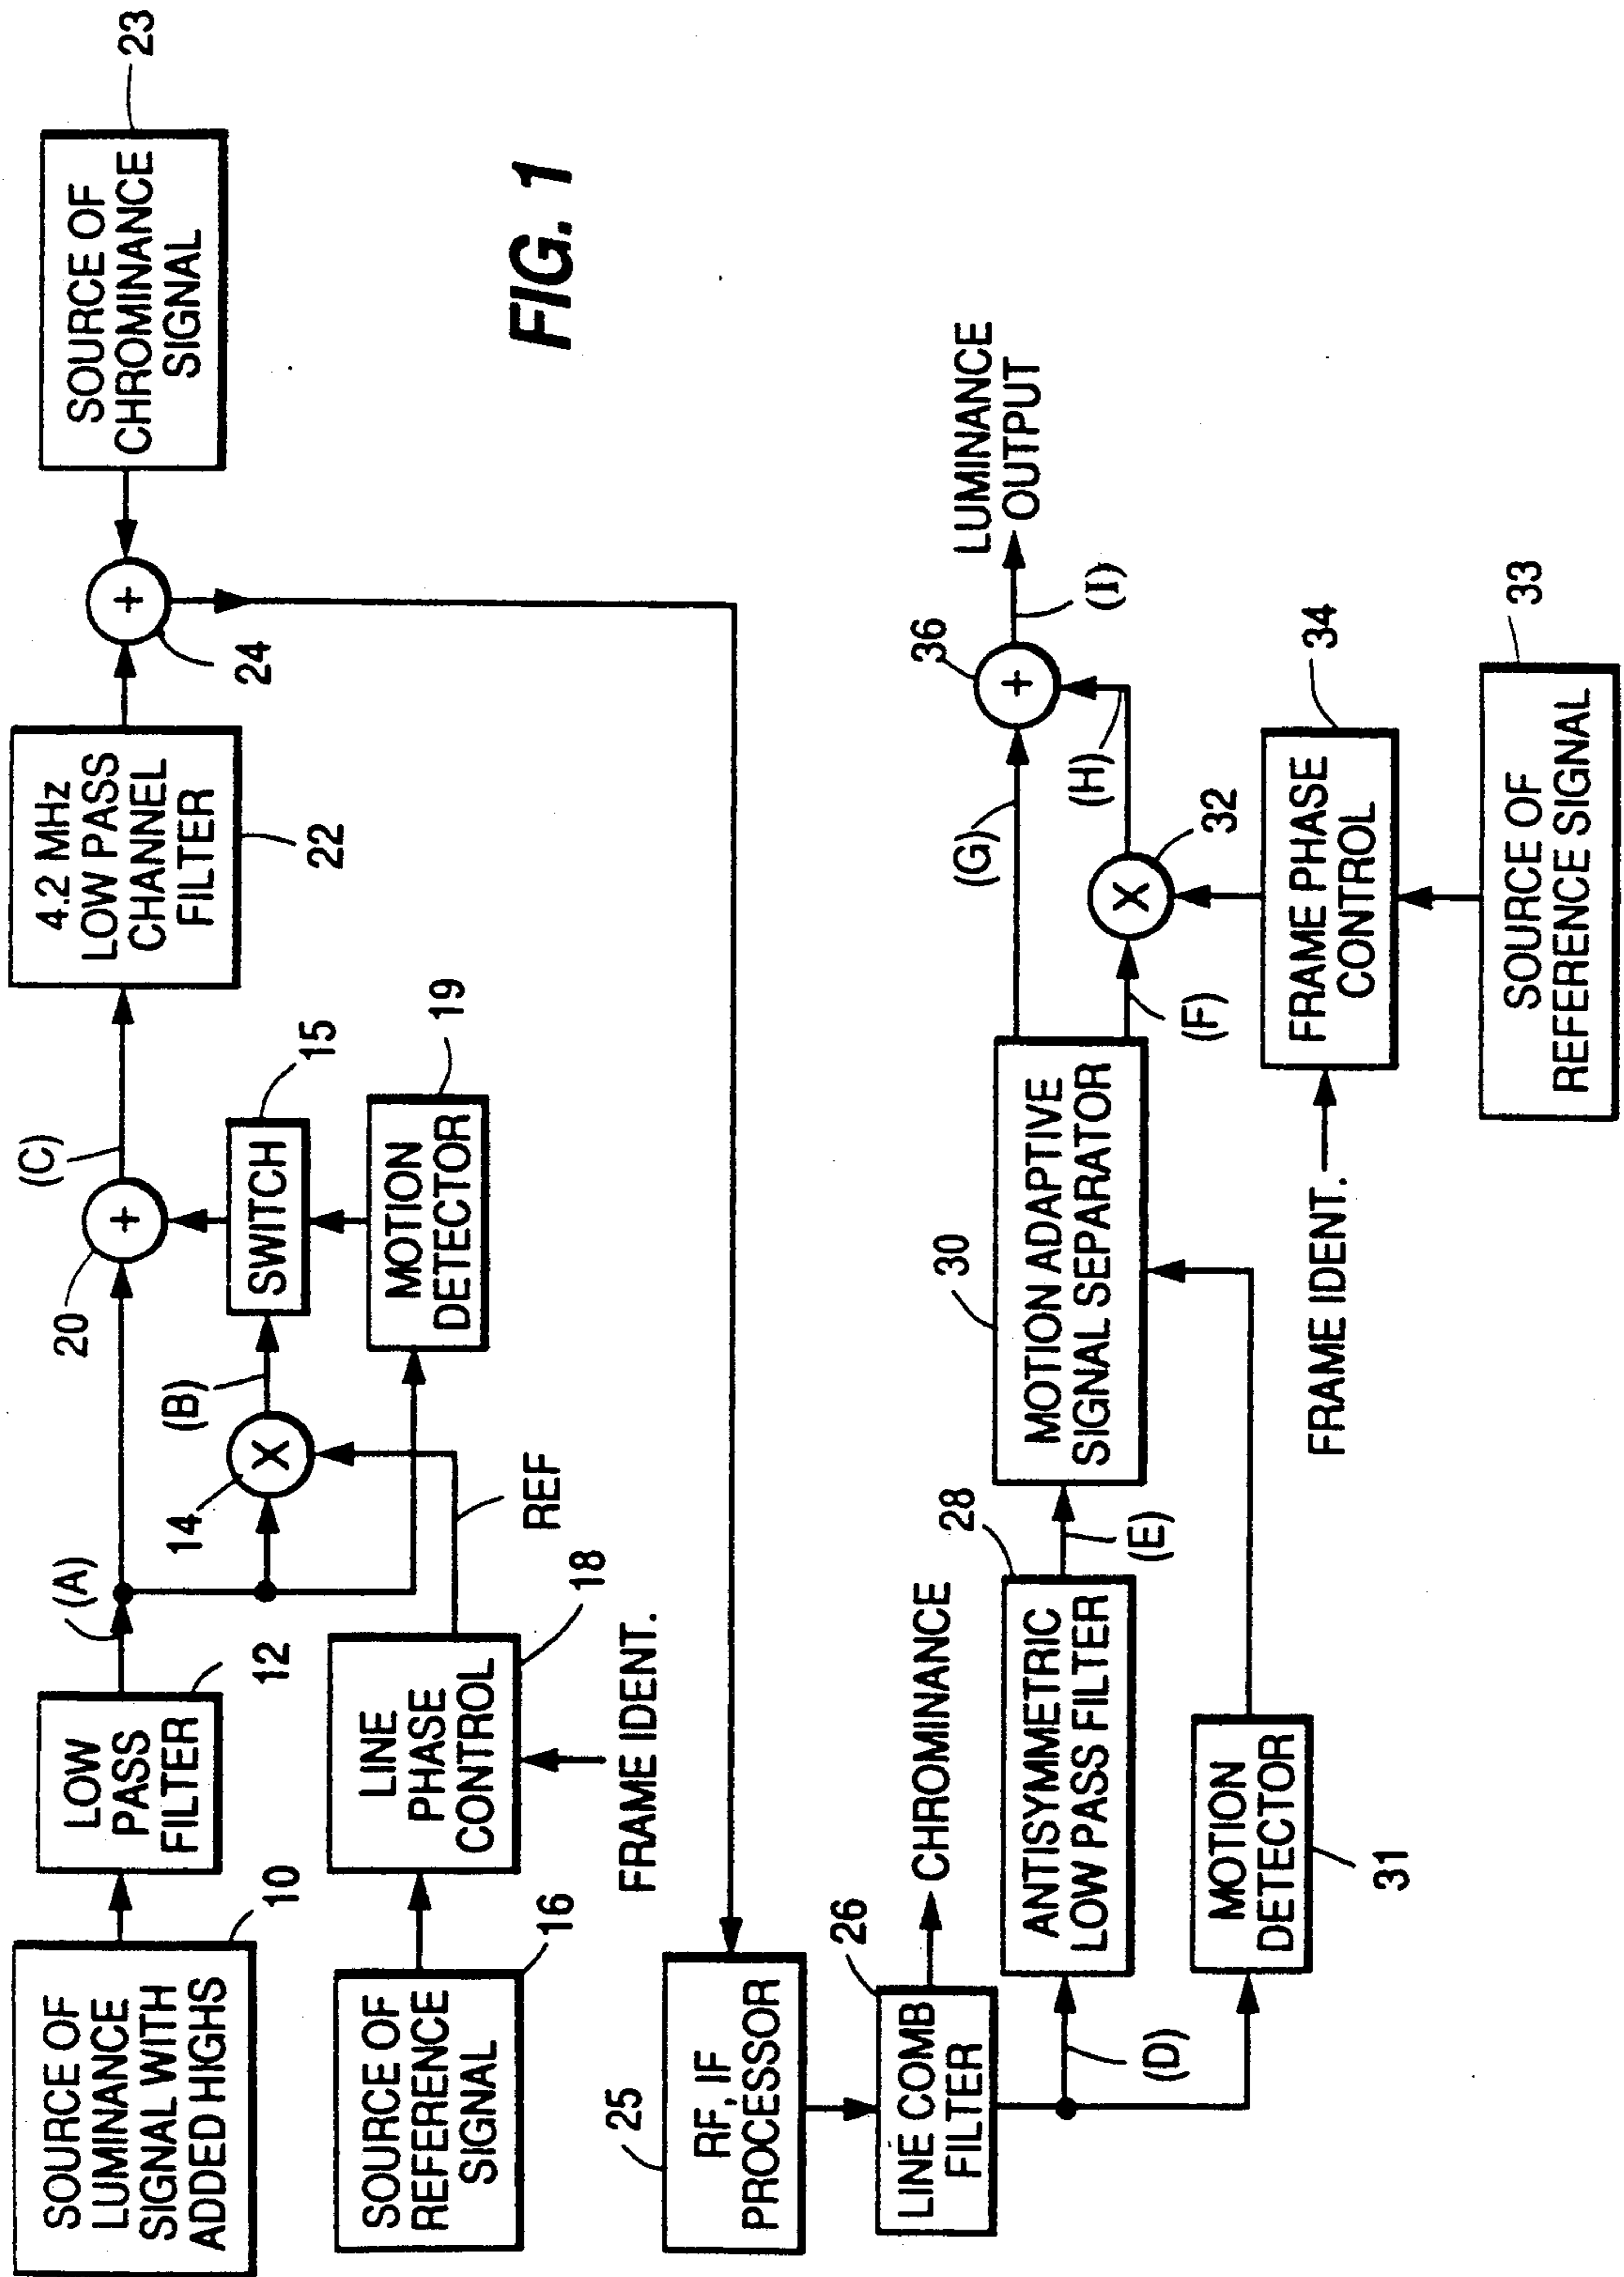 SOURCE OF
LUMINANCE
SIGNAL WITH
ADDED HIGHS
10
LOW
PASS
FILTER
12
(A)
20
+
(C)
4.2 MHz
LOW PASS
CHANNEL
FILTER
22
+
24
SOURCE OF
CHROMINANCE
SIGNAL
23
14
X
(B)
SWITCH
15
MOTION
DETECTOR
19
SOURCE OF
REFERENCE
SIGNAL
16
LINE
PHASE
CONTROL
18
REF
FRAME IDENT.
FIG. 1
25
RF, IF
PROCESSOR
26
LINE COMB
FILTER
CHROMINANCE
(D)
28
ANTISYMMETRIC
LOW PASS FILTER
(E)
MOTION
DETECTOR
31
30
MOTION ADAPTIVE
SIGNAL SEPARATOR
(G)
(F)
X
32
(H)
36
+
(I)
LUMINANCE
OUTPUT
FRAME IDENT.
FRAME PHASE
CONTROL
34
SOURCE OF
REFERENCE SIGNAL
33